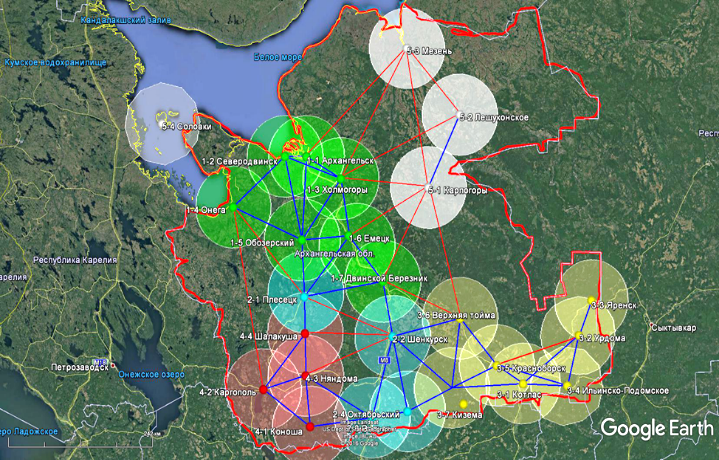 Кандалакшский залив
Белое море
Кумское водохранилище
5-3 Мезень
5-2 Лешуконское
5-4 Соловки
1-2 Северодвинск
1-1 Архангельск
1-3 Холмогоры
5-1 Карпогоры
1-4 Онега
1-5 Обозерский
1-6 Емецк
Архангельская обл.
Республика Карелия
1-7 Двинской Березник
2-1 Плесецк
3-3 Яренск
3-6 Верхняя тойма
Сыктывкар
4-4 Шалакуша
2-2 Шенкурск
3-2 Урдома
Петрозаводск
М6
Онежское озеро
3-5 Красноборск
4-3 Няндома
4-2 Каргополь
3-1 Котлас
3-4 Ильинско-Подомское
2-4 Октябрьский
3-7 Кизема
4-1 Коноша
Image Landsat
Google Earth